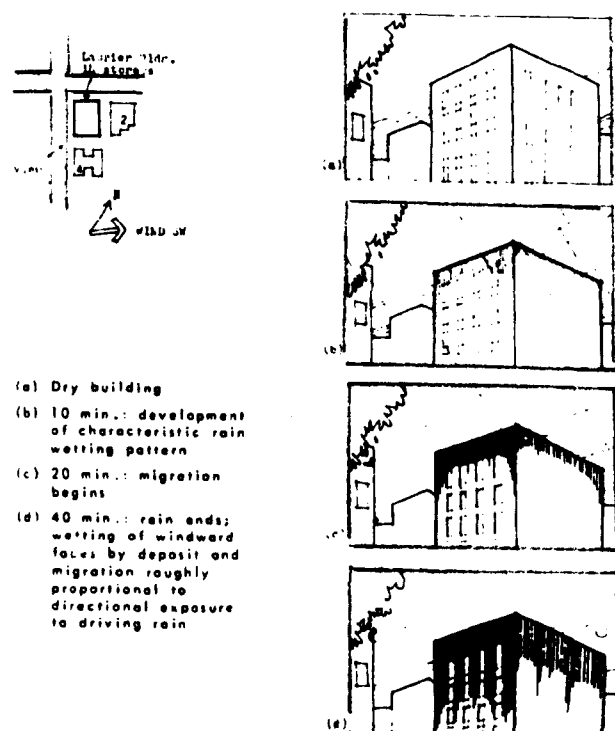 2
N
WIND SW
(a) Dry building
(b) 10 min.: development
of characteristic rain
wetting pattern
(c) 20 min.: migration
begins
(d) 40 min.: rain ends;
wetting of windward
faces by deposit and
migration roughly
proportional to
directional exposure
to driving rain
(a)
(b)
(c)
(d)